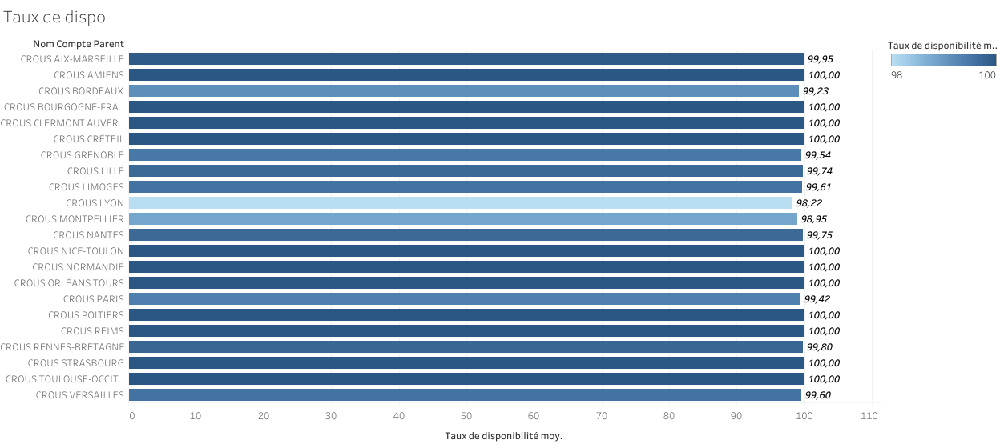 Taux de dispo
Nom Compte Parent
CROUS AIX-MARSEILLE 99,95
CROUS AMIENS 100,00
CROUS BORDEAUX 99,23
CROUS BOURGOGNE-FRA.. 100,00
CROUS CLERMONT AUVER.. 100,00
CROUS CRÉTEIL 100,00
CROUS GRENOBLE 99,54
CROUS LILLE 99,74
CROUS LIMOGES 99,61
CROUS LYON 98,22
CROUS MONTPELLIER 98,95
CROUS NANTES 99,75
CROUS NICE-TOULON 100,00
CROUS NORMANDIE 100,00
CROUS ORLÉANS TOURS 100,00
CROUS PARIS 99,42
CROUS POITIERS 100,00
CROUS REIMS 100,00
CROUS RENNES-BRETAGNE 99,80
CROUS STRASBOURG 100,00
CROUS TOULOUSE-OCCIT.. 100,00
CROUS VERSAILLES 99,60
0 10 20 30 40 50 60 70 80 90 100 110
Taux de disponibilité moy.
Taux de disponibilité m..
98 100